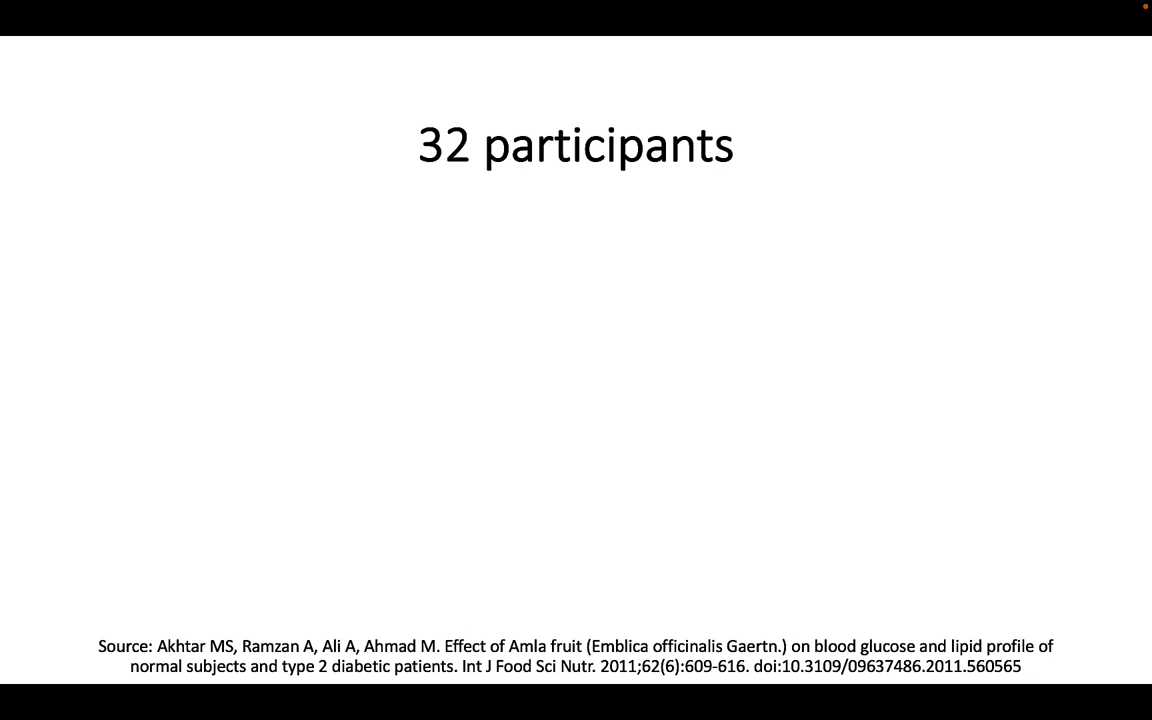 32 participants
Source: Akhtar MS, Ramzan A, Ali A, Ahmad M. Effect of Amla fruit (Emblica officinalis Gaertn.) on blood glucose and lipid profile of
normal subjects and type 2 diabetic patients. Int J Food Sci Nutr. 2011;62(6):609-616. doi:10.3109/09637486.2011.560565